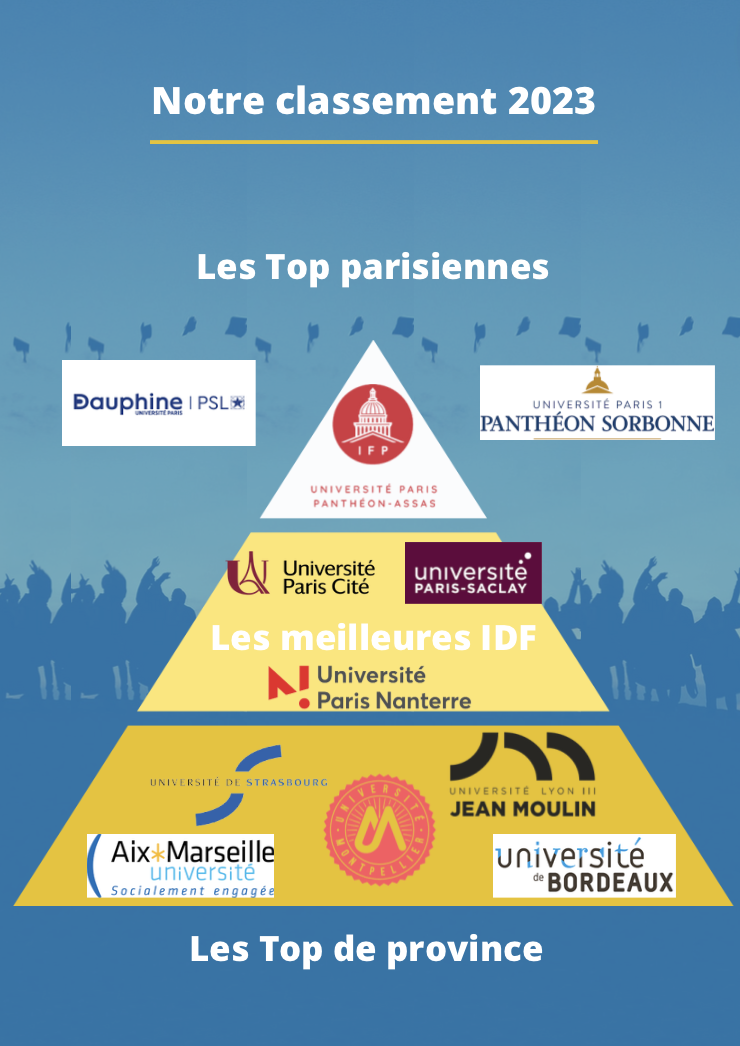 Notre classement 2023
Les Top parisiennes
Dauphine | PSL
UNIVERSITÉ PARIS
IFP
UNIVERSITÉ PARIS
PANTHÉON-ASSAS
UNIVERSITÉ PARIS 1
PANTHÉON SORBONNE
Université
Paris Cité
université
PARIS-SACLAY
Les meilleures IDF
Université
Paris Nanterre
UNIVERSITÉ DE STRASBOURG
UNIVERSITÉ
MONTPELLIER
UNIVERSITÉ LYON III
JEAN MOULIN
Aix*Marseille
université
Socialement engagée
université
de BORDEAUX
Les Top de province